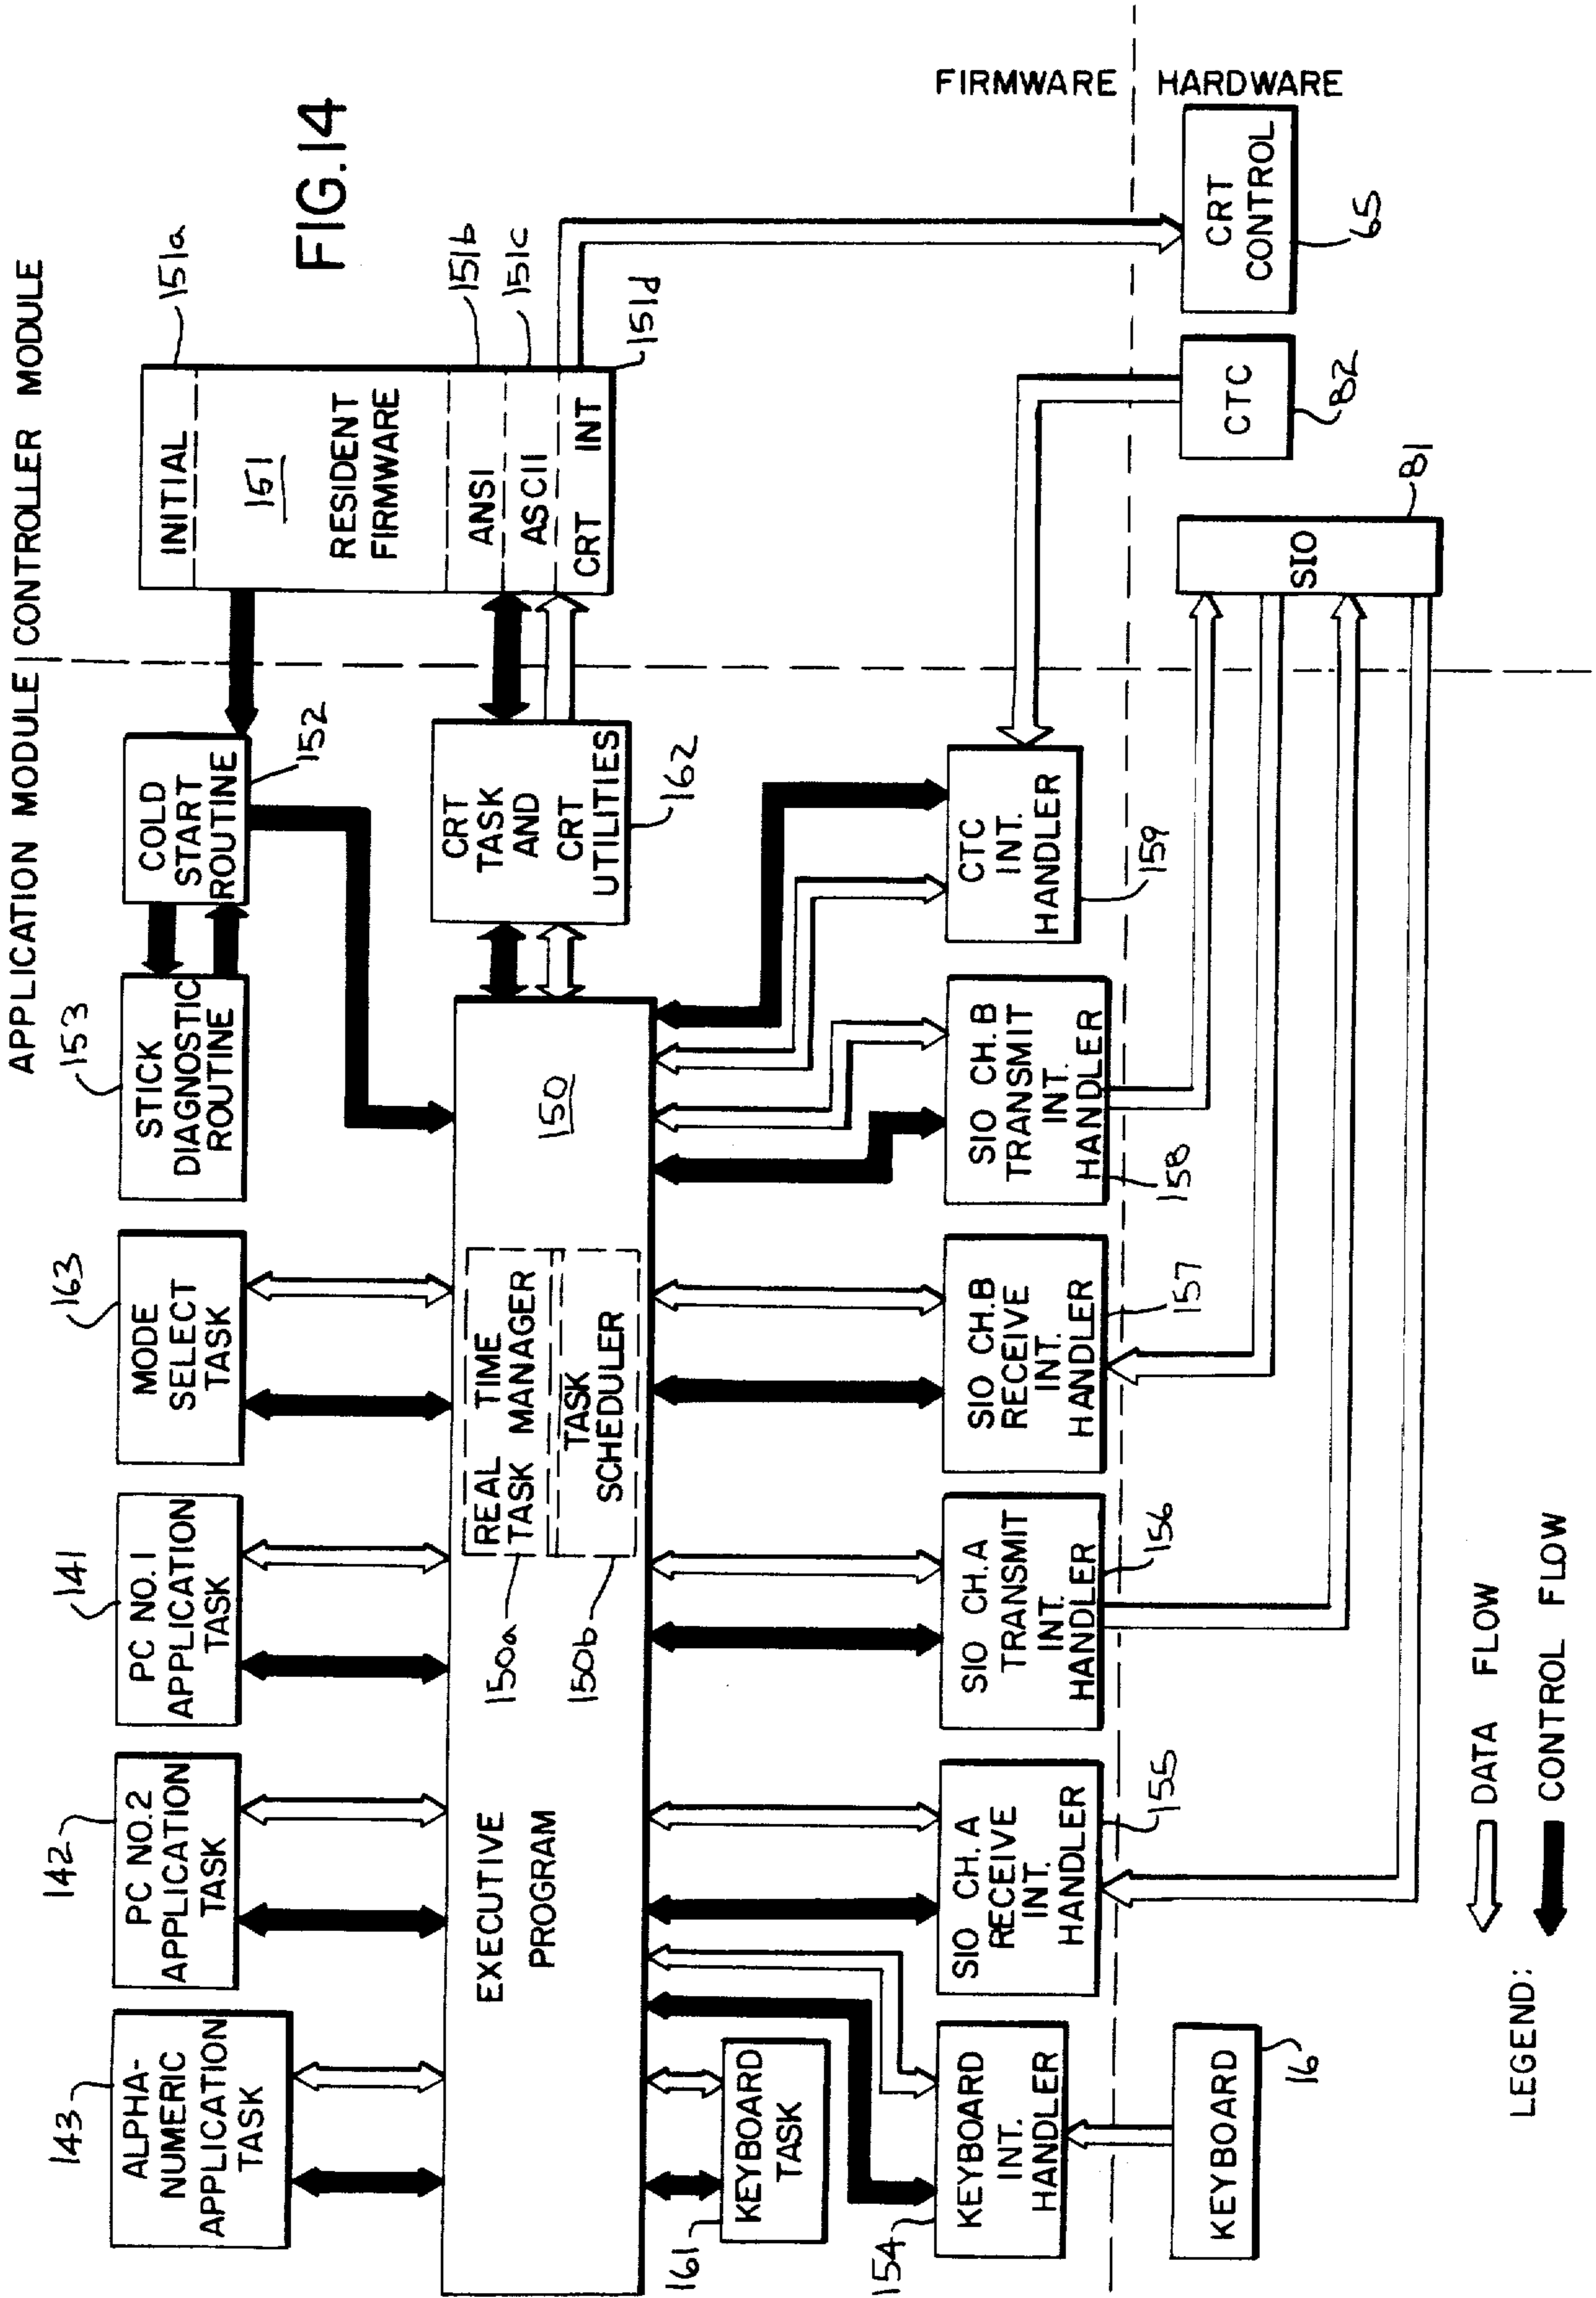 APPLICATION MODULE | CONTROLLER MODULE
FIG.14
143
ALPHA-
NUMERIC
APPLICATION
TASK
142
PC NO.2
APPLICATION
TASK
141
PC NO.1
APPLICATION
TASK
163
MODE
SELECT
TASK
153
STICK
DIAGNOSTIC
ROUTINE
COLD
START
ROUTINE
152
INITIAL
151a
151
RESIDENT
FIRMWARE
ANSI
151b
ASCII
151c
CRT INT
151d
EXECUTIVE
PROGRAM
150a
REAL TIME
TASK MANAGER
150b
TASK
SCHEDULER
150
CRT
TASK
AND
CRT
UTILITIES
162
161
KEYBOARD
TASK
154
KEYBOARD
INT.
HANDLER
SIO CH.A
RECEIVE
INT.
HANDLER
155
SIO CH.A
TRANSMIT
INT.
HANDLER
156
SIO CH.B
RECEIVE
INT.
HANDLER
157
SIO CH.B
TRANSMIT
INT.
HANDLER
158
CTC
INT.
HANDLER
159
FIRMWARE
HARDWARE
KEYBOARD
16
SIO
81
CTC
82
CRT
CONTROL
65
LEGEND:
DATA FLOW
CONTROL FLOW